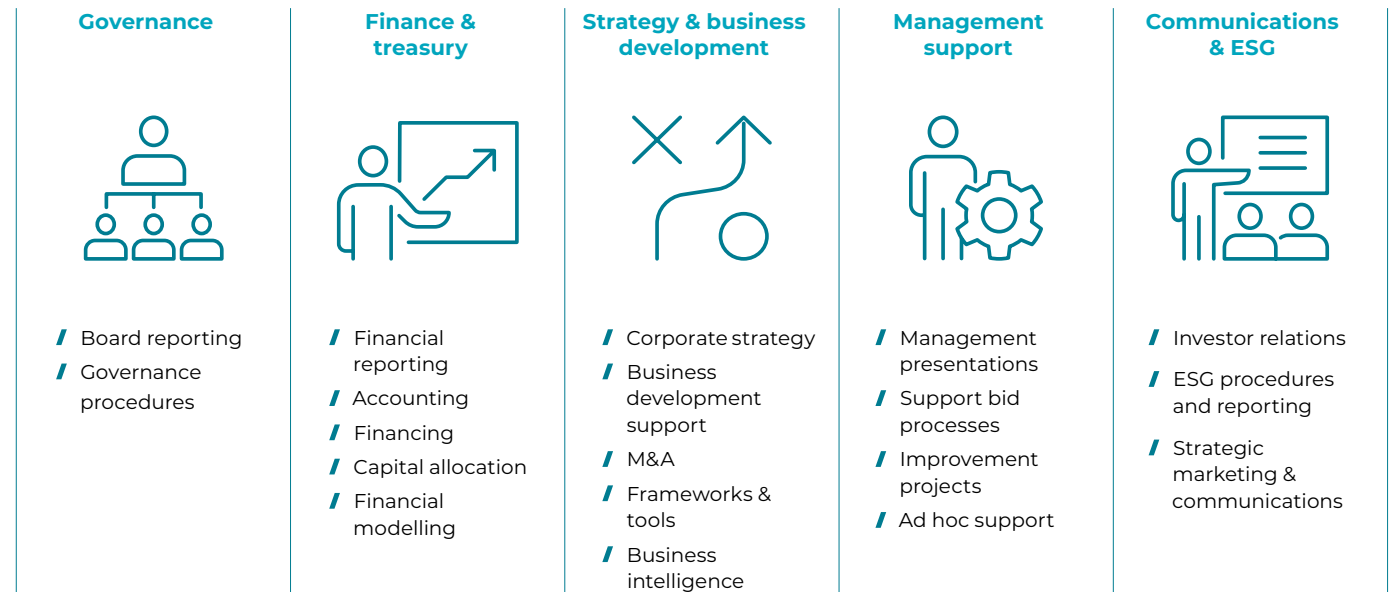 Governance
Board reporting
Governance
procedures
Finance &
treasury
Financial
reporting
Accounting
Financing
Capital allocation
Financial
modelling
Strategy & business
development
Corporate strategy
Business
development
support
M&A
Frameworks &
tools
Business
intelligence
Management
support
Management
presentations
Support bid
processes
Improvement
projects
Ad hoc support
Communications
& ESG
Investor relations
ESG procedures
and reporting
Strategic
marketing &
communications